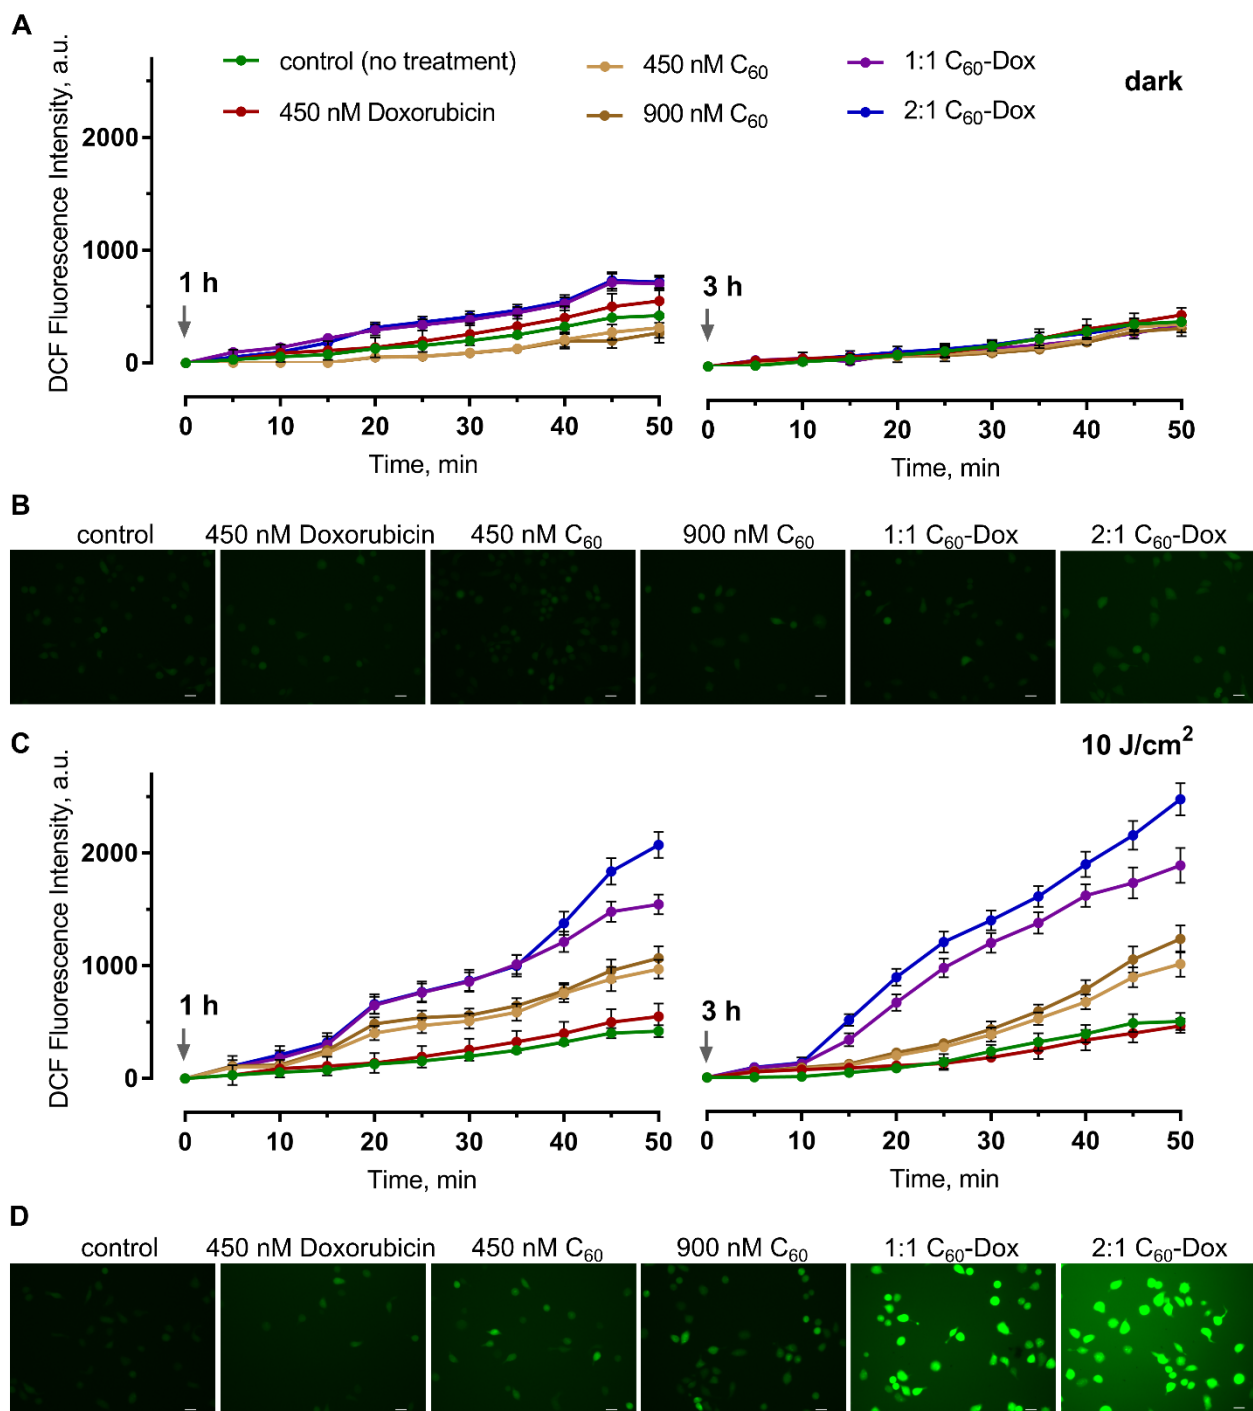 A
control (no treatment)
450 nM C₆₀
1:1 C₆₀-Dox
dark
450 nM Doxorubicin
900 nM C₆₀
2:1 C₆₀-Dox
DCF Fluorescence Intensity, a.u.
2000
1000
0
1 h
3 h
0 10 20 30 40 50
0 10 20 30 40 50
Time, min
Time, min
B
control
450 nM Doxorubicin
450 nM C₆₀
900 nM C₆₀
1:1 C₆₀-Dox
2:1 C₆₀-Dox
C
10 J/cm²
DCF Fluorescence Intensity, a.u.
2000
1000
0
1 h
3 h
0 10 20 30 40 50
0 10 20 30 40 50
Time, min
Time, min
D
control
450 nM Doxorubicin
450 nM C₆₀
900 nM C₆₀
1:1 C₆₀-Dox
2:1 C₆₀-Dox